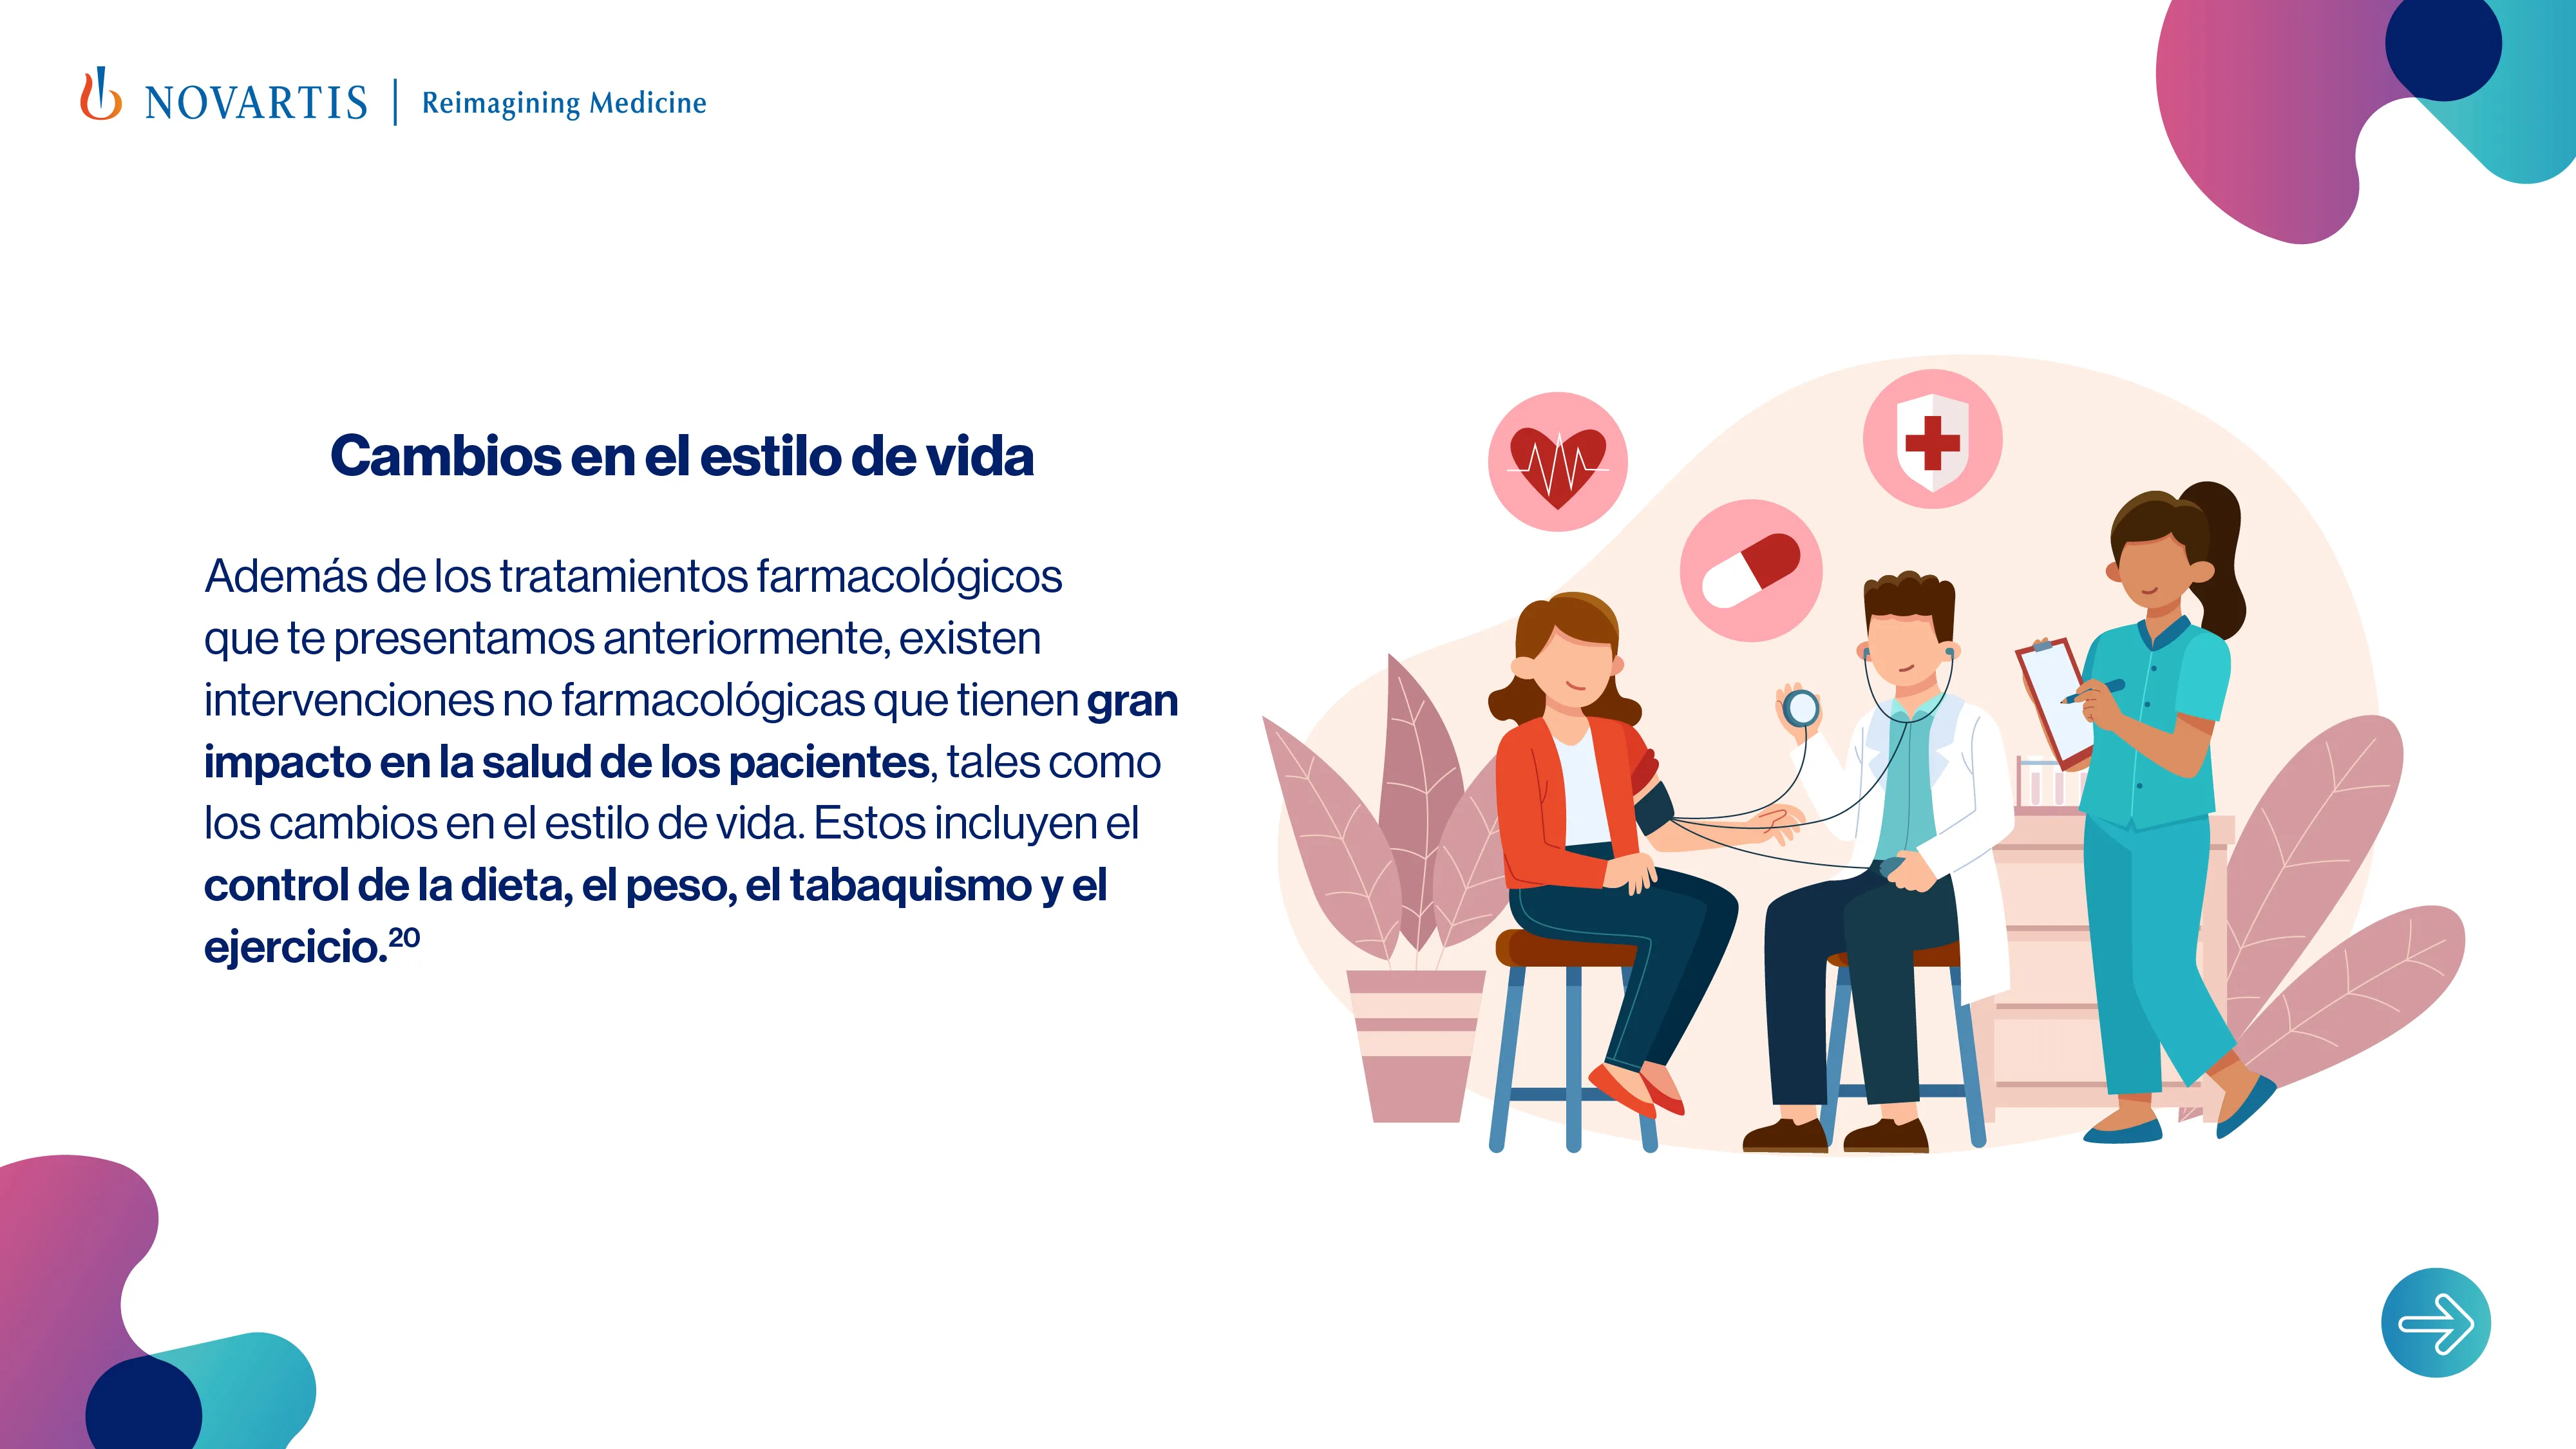 NOVARTIS | Reimagining Medicine
Cambios en el estilo de vida
Además de los tratamientos farmacológicos
que te presentamos anteriormente, existen
intervenciones no farmacológicas que tienen gran
impacto en la salud de los pacientes, tales como
los cambios en el estilo de vida. Estos incluyen el
control de la dieta, el peso, el tabaquismo y el
ejercicio.²⁰